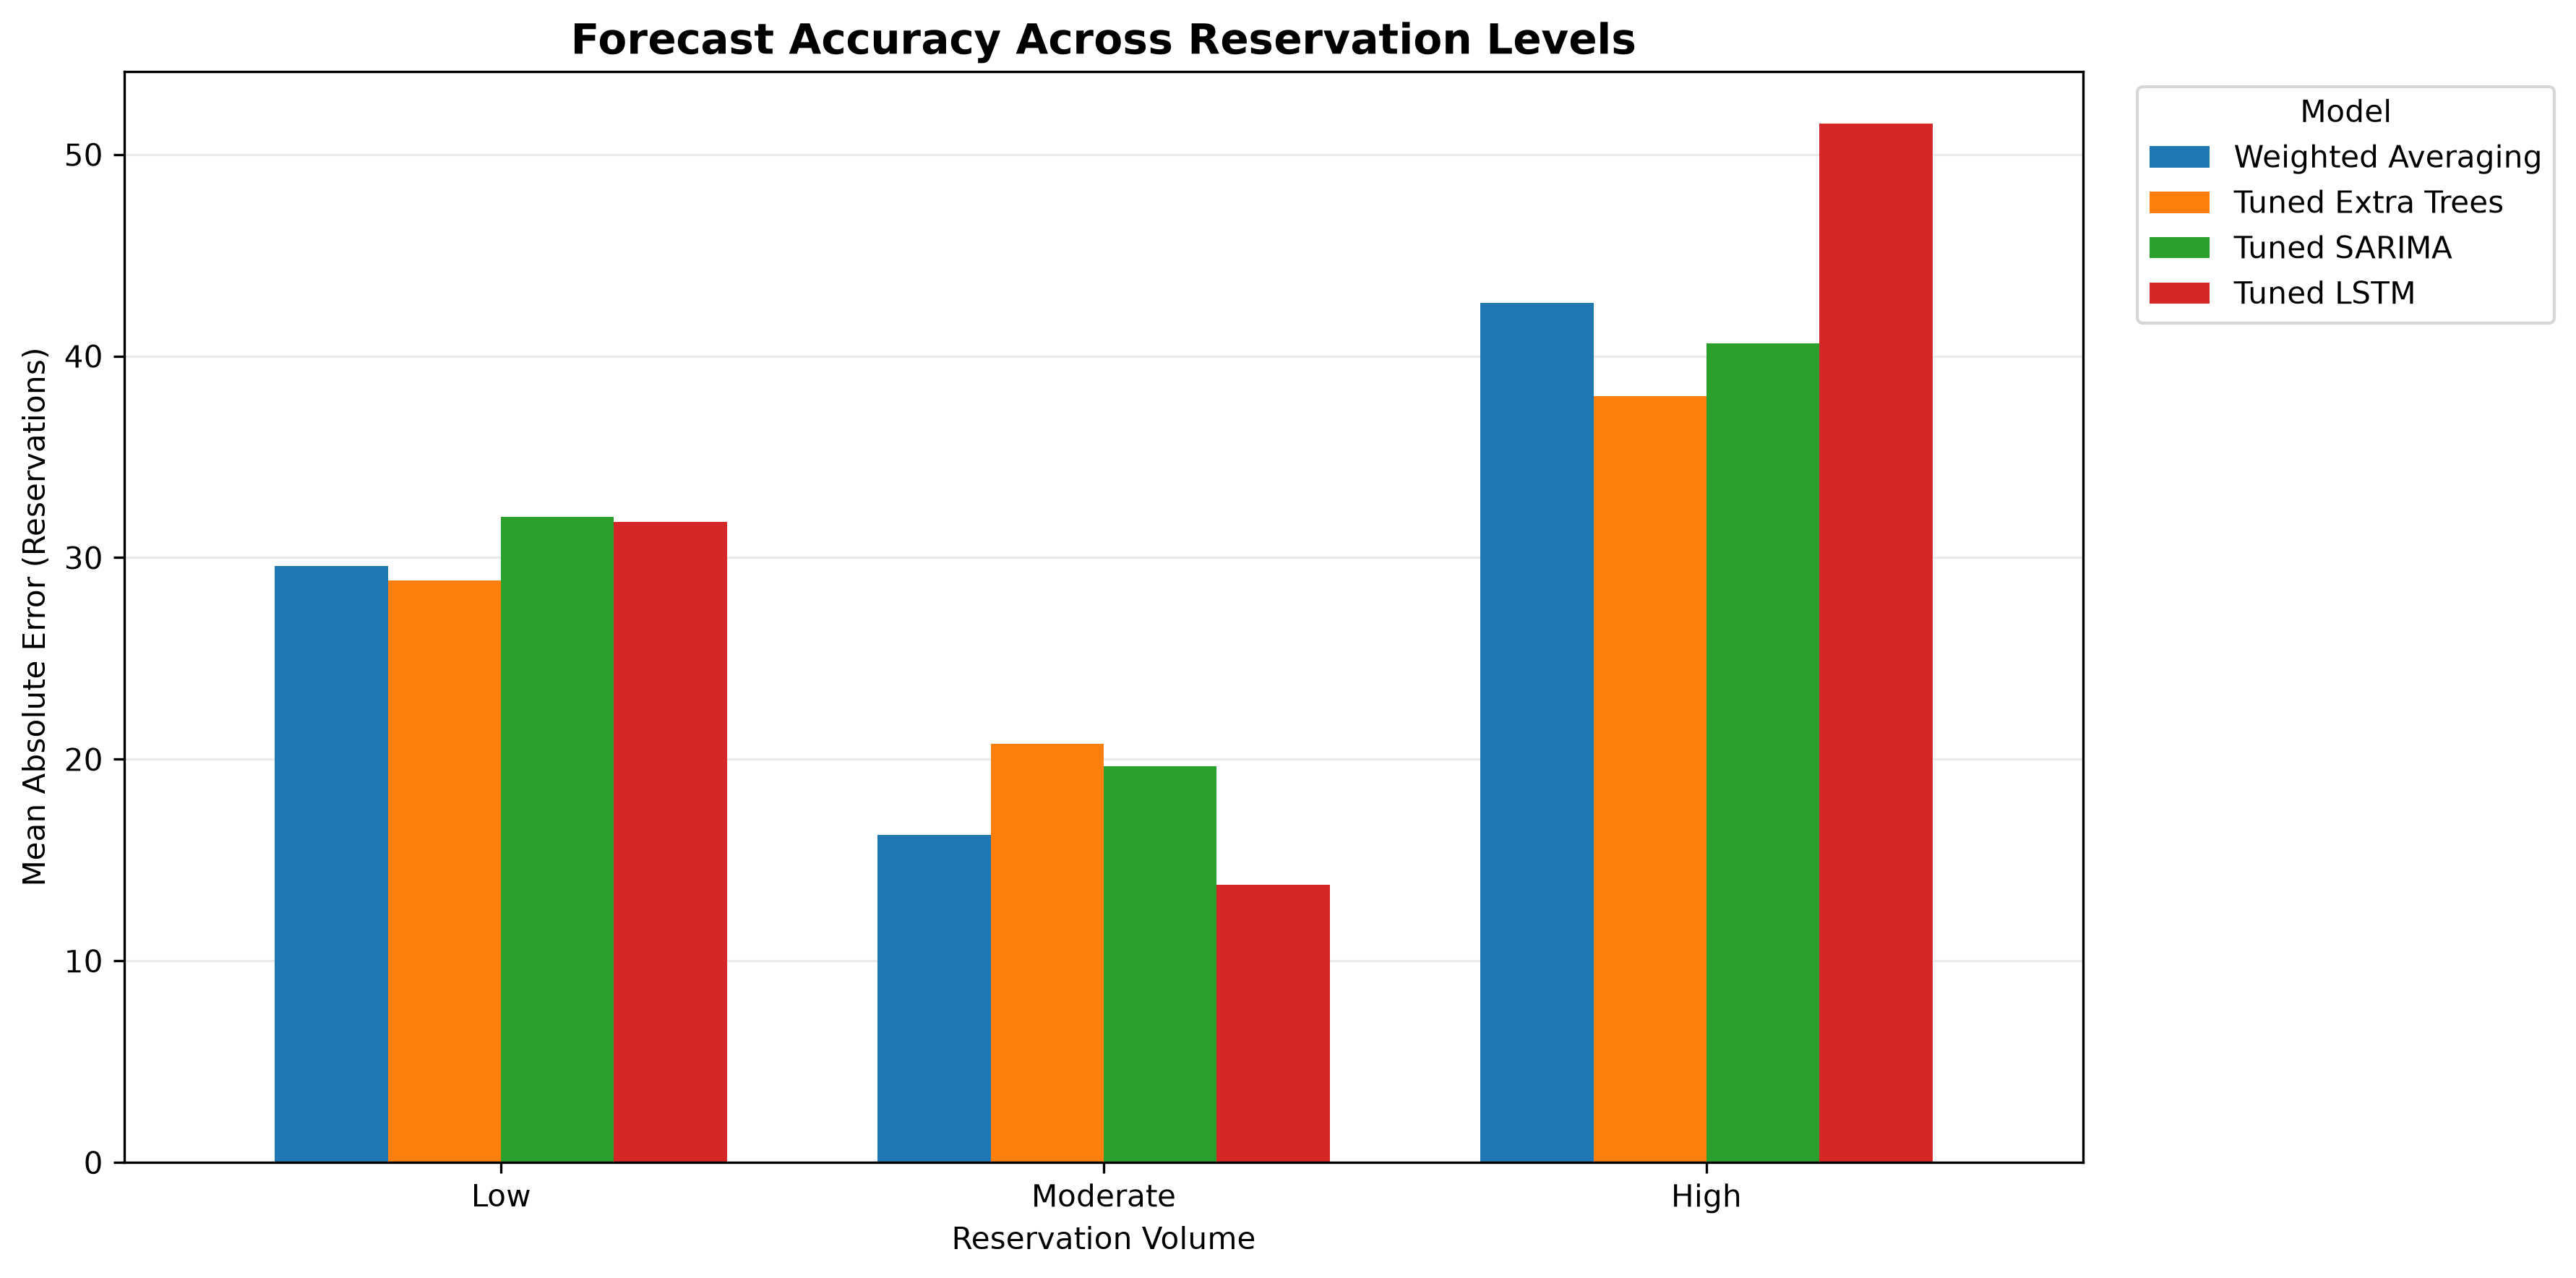 Forecast Accuracy Across Reservation Levels
Mean Absolute Error (Reservations)
50
40
30
20
10
0
Low
Moderate
High
Reservation Volume
Model
Weighted Averaging
Tuned Extra Trees
Tuned SARIMA
Tuned LSTM